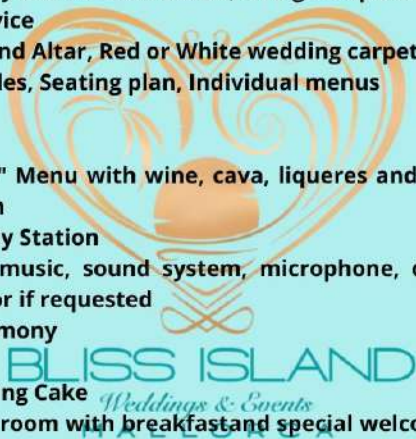 vice
nd Altar, Red or White wedding carpet
les, Seating plan, Individual menus
" Menu with wine, cava, liqueres and
y Station
music, sound system, microphone,
or if requested
mony
BLISS ISLAND
ng Cake
Weddings & Events
room with breakfastand special welc
MALLORCA